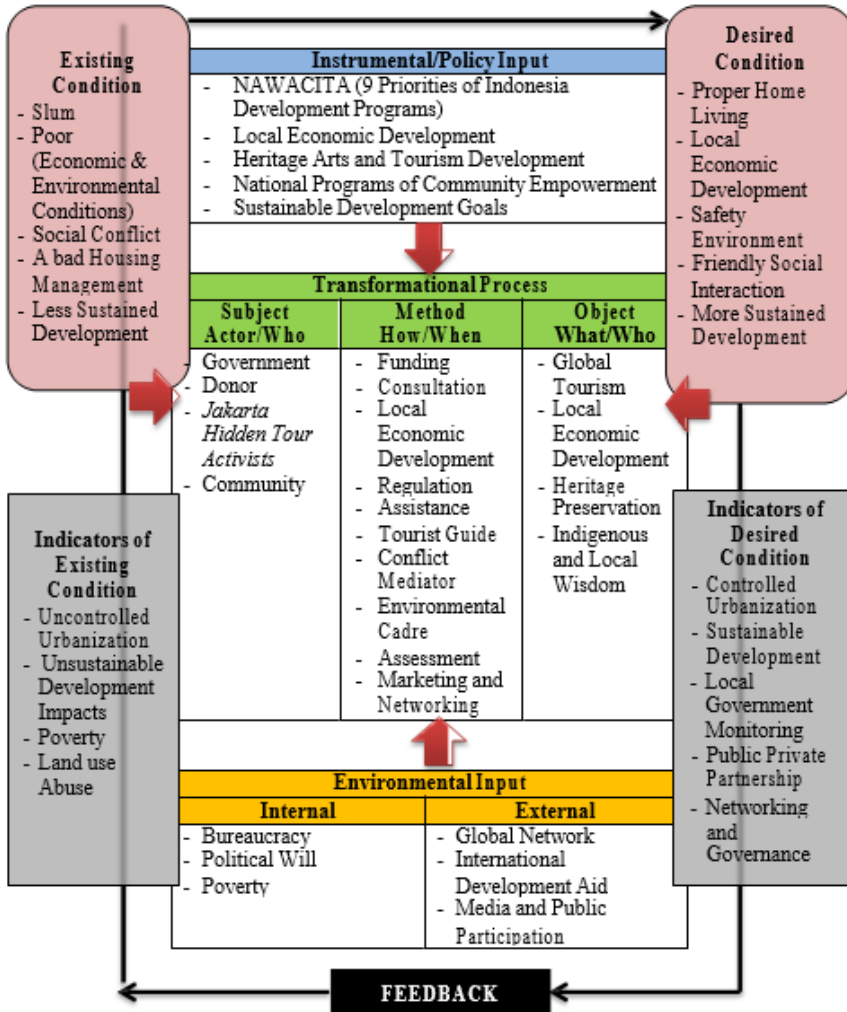 Existing
Condition
- Slum
- Poor
(Economic &
Environmental
Conditions)
- Social Conflict
- A bad Housing
Management
- Less Sustained
Development
Instrumental/Policy Input
- NAWACITA (9 Priorities of Indonesia
Development Programs)
- Local Economic Development
- Heritage Arts and Tourism Development
- National Programs of Community Empowerment
- Sustainable Development Goals
Desired
Condition
- Proper Home
Living
- Local
Economic
Development
- Safety
Environment
- Friendly Social
Interaction
- More Sustained
Development
Transformational Process
Subject
Actor/Who
- Government
- Donor
- Jakarta
Hidden Tour
Activists
- Community
Method
How/When
- Funding
- Consultation
- Local
Economic
Development
- Regulation
- Assistance
- Tourist Guide
- Conflict
Mediator
- Environmental
Cadre
- Assessment
- Marketing and
Networking
Object
What/Who
- Global
Tourism
- Local
Economic
Development
- Heritage
Preservation
- Indigenous
and Local
Wisdom
Indicators of
Existing
Condition
- Uncontrolled
Urbanization
- Unsustainable
Development
Impacts
- Poverty
- Land use
Abuse
Indicators of
Desired
Condition
- Controlled
Urbanization
- Sustainable
Development
- Local
Government
Monitoring
- Public Private
Partnership
- Networking
and
Governance
Environmental Input
Internal
- Bureaucracy
- Political Will
- Poverty
External
- Global Network
- International
Development Aid
- Media and Public
Participation
FEEDBACK